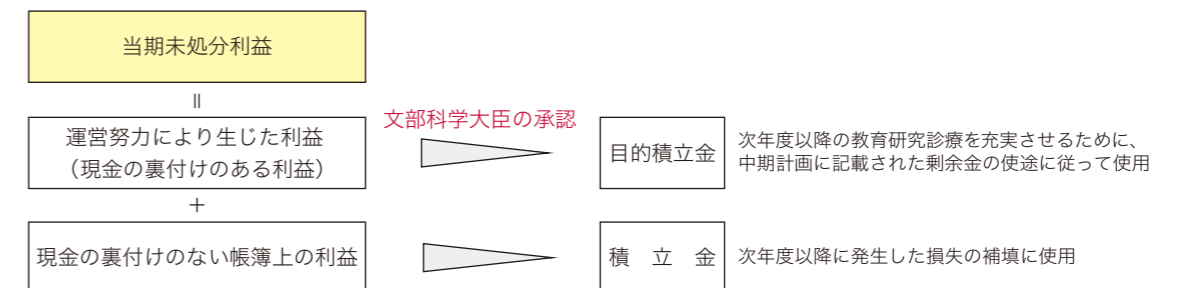 当期未処分利益
＝
運営努力により生じた利益
（現金の裏付けのある利益）
文部科学大臣の承認
目的積立金
次年度以降の教育研究診療を充実させるために、
中期計画に記載された剰余金の使途に従って使用
＋
現金の裏付けのない帳簿上の利益
積 立 金
次年度以降に発生した損失の補填に使用